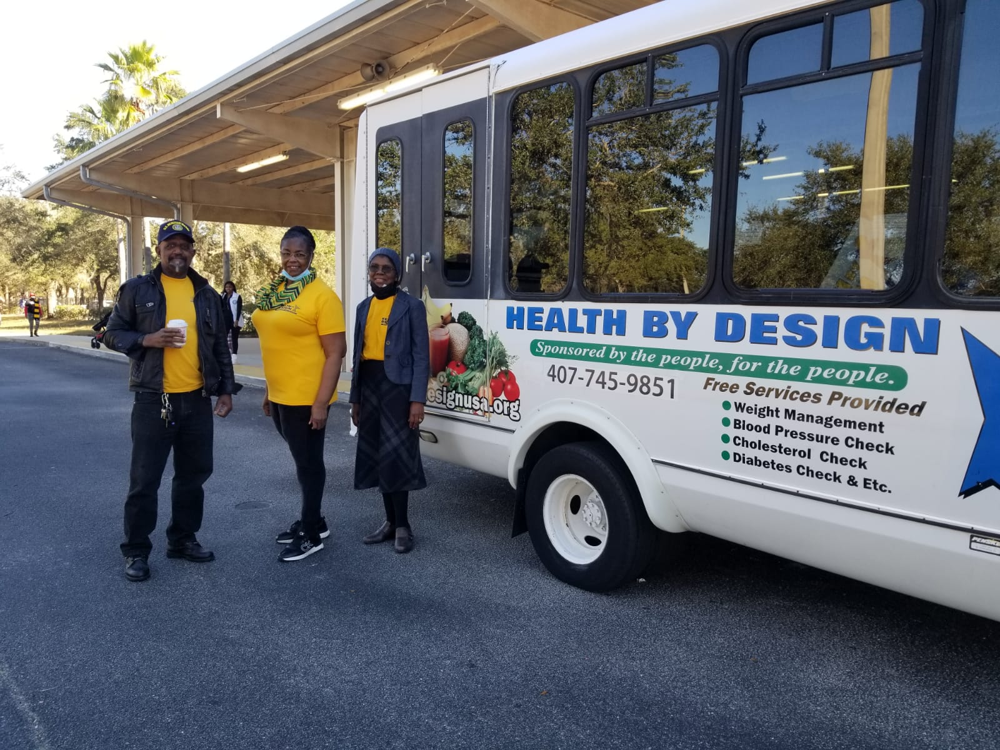 HEALTH BY DESIGN
Sponsored by the people, for the people.
407-745-9851
Free Services Provided
Weight Management
Blood Pressure Check
Cholesterol Check
Diabetes Check & Etc.
esignusa.org